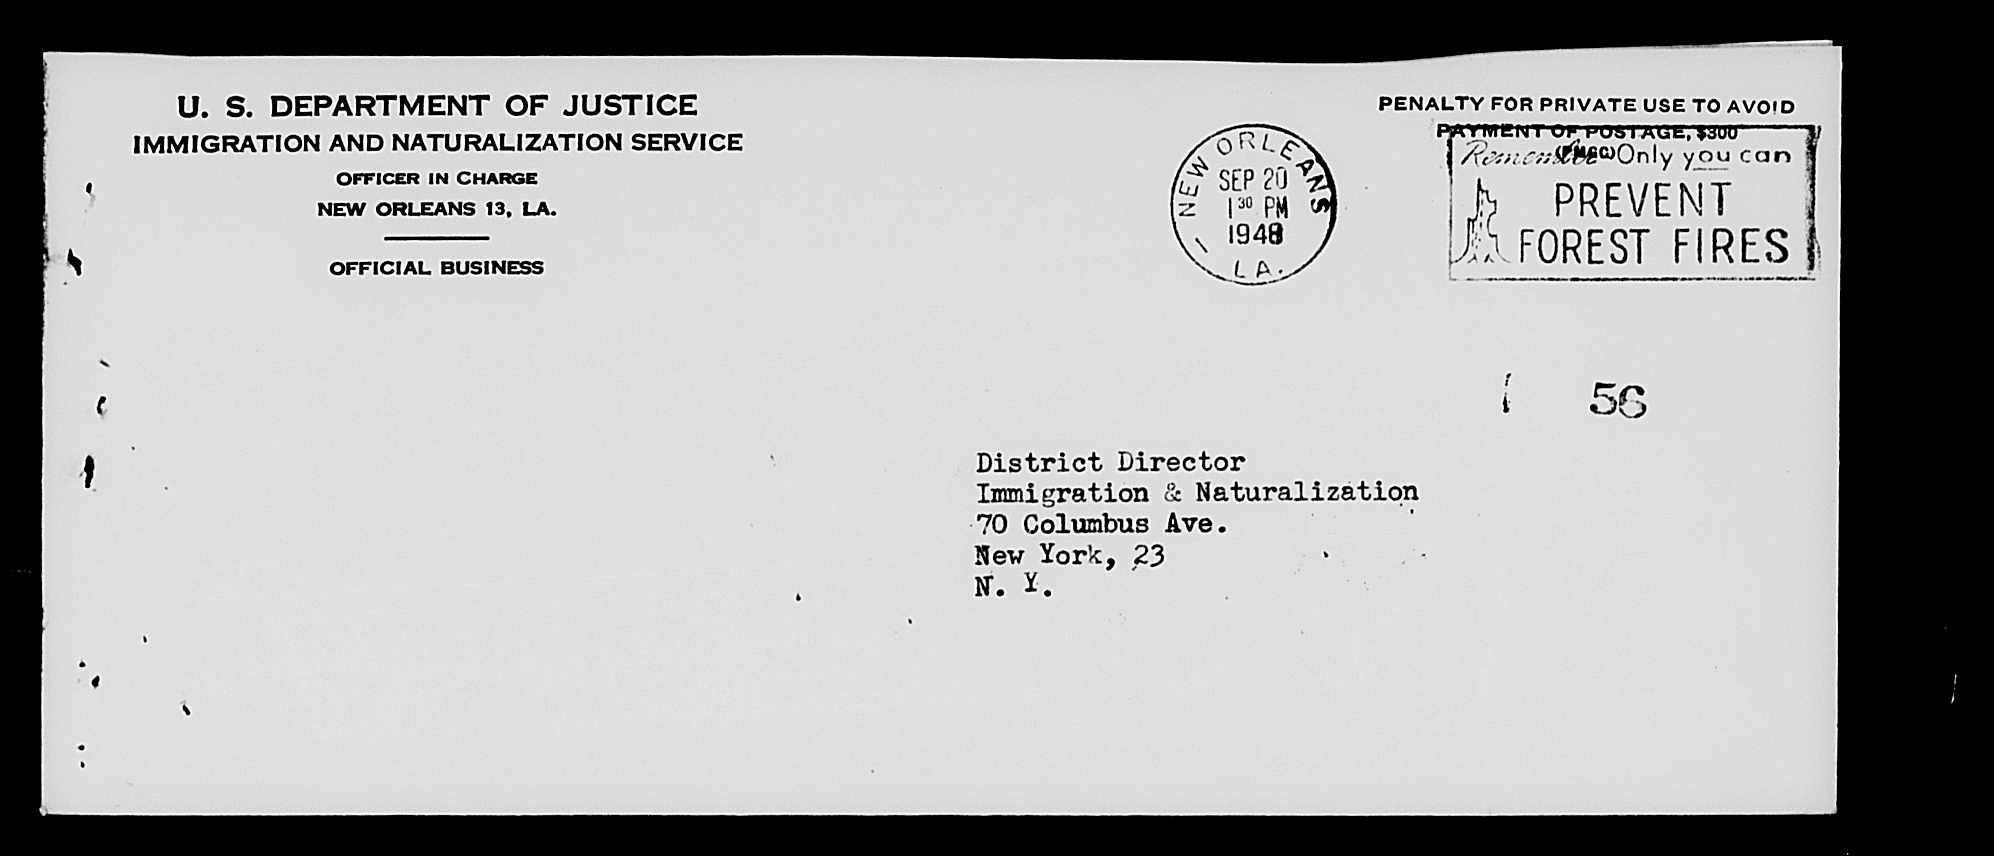 U. S. DEPARTMENT OF JUSTICE
IMMIGRATION AND NATURALIZATION SERVICE
OFFICER IN CHARGE
NEW ORLEANS 13, LA.
OFFICIAL BUSINESS
NEW ORLEANS
SEP 20
1 30 PM
1948
LA.
1
PENALTY FOR PRIVATE USE TO AVOID
PAYMENT OF POSTAGE, $300
(PMGC)
Remember Only you can
PREVENT
FOREST FIRES
56
District Director
Immigration & Naturalization
70 Columbus Ave.
New York, 23
N. Y.